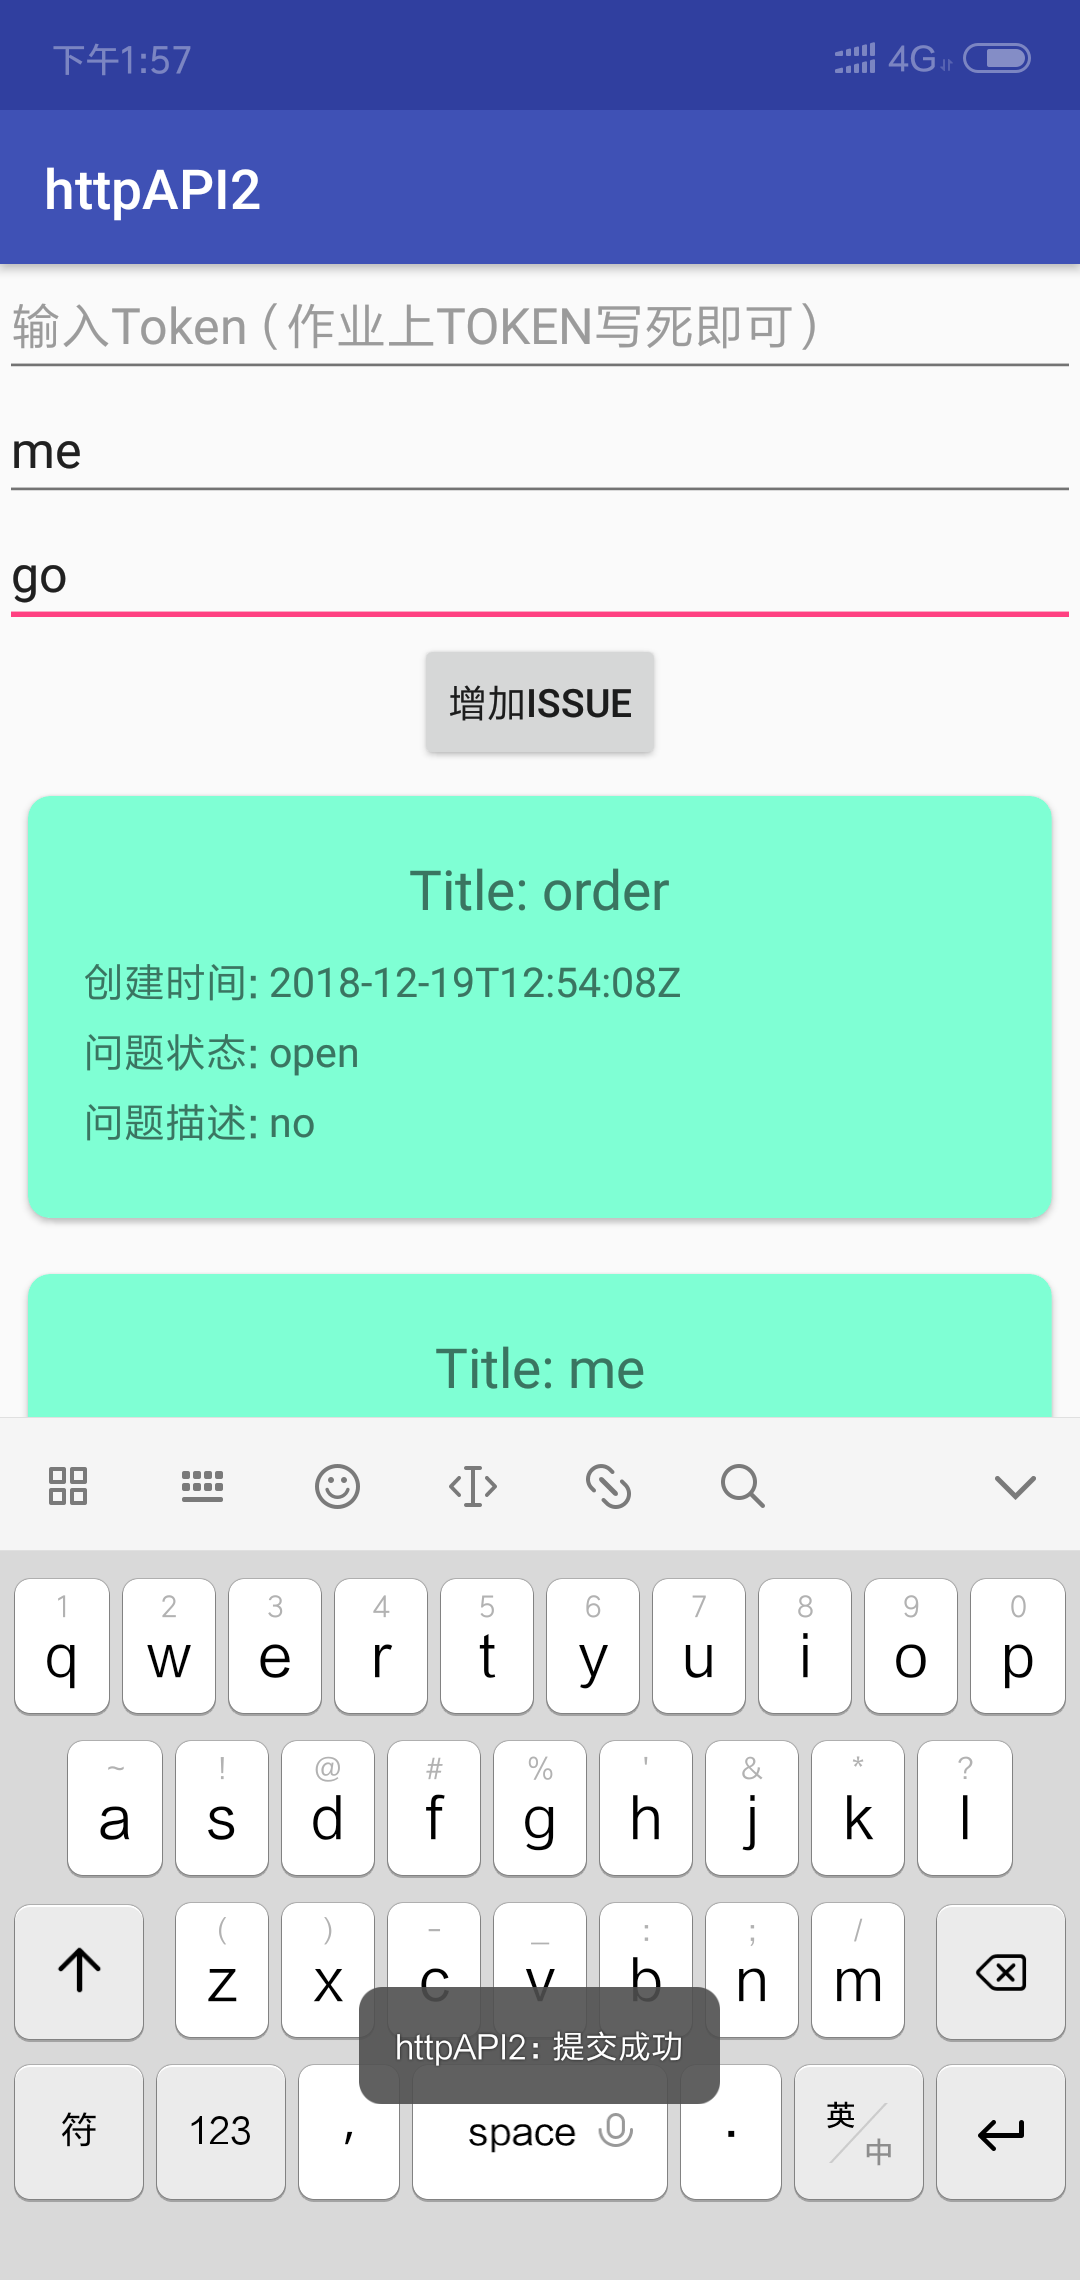 下午1:57 4G
httpAPI2
输入Token（作业上TOKEN写死即可）
me
go
增加ISSUE
Title: order
创建时间: 2018-12-19T12:54:08Z
问题状态: open
问题描述: no
Title: me
1 2 3 4 5 6 7 8 9 0
q w e r t y u i o p
~ ! @ # % ' & * ?
a s d f g h j k l
( ) - _ : ; /
z x c v b n m
httpAPI2：提交成功
符 123 , space . 英/中